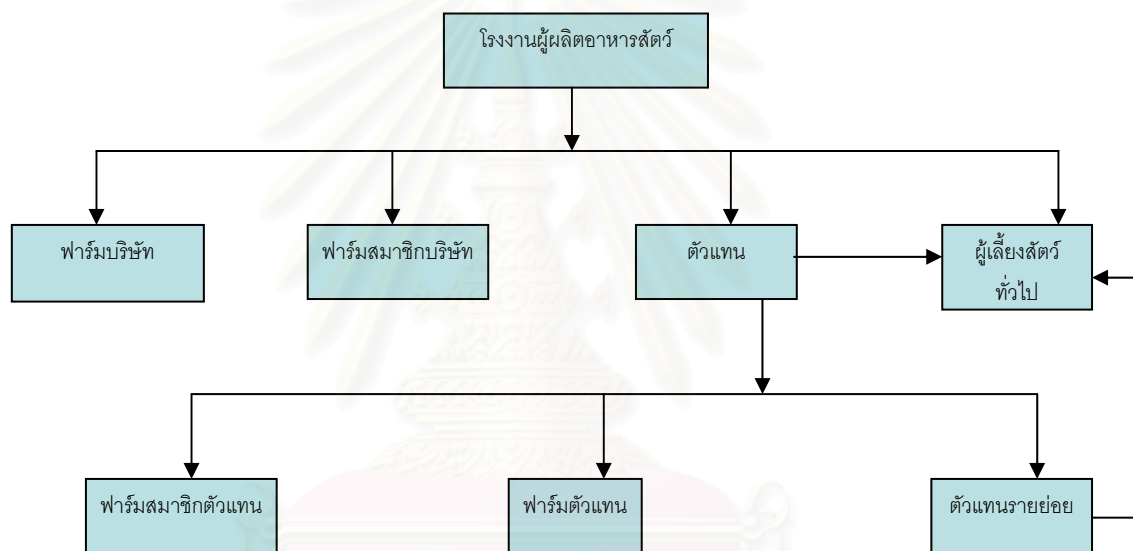 โรงงานผู้ผลิตอาหารสัตว์
ฟาร์มบริษัท
ฟาร์มสมาชิกบริษัท
ตัวแทน
ผู้เลี้ยงสัตว์
ทั่วไป
ฟาร์มสมาชิกตัวแทน
ฟาร์มตัวแทน
ตัวแทนรายย่อย